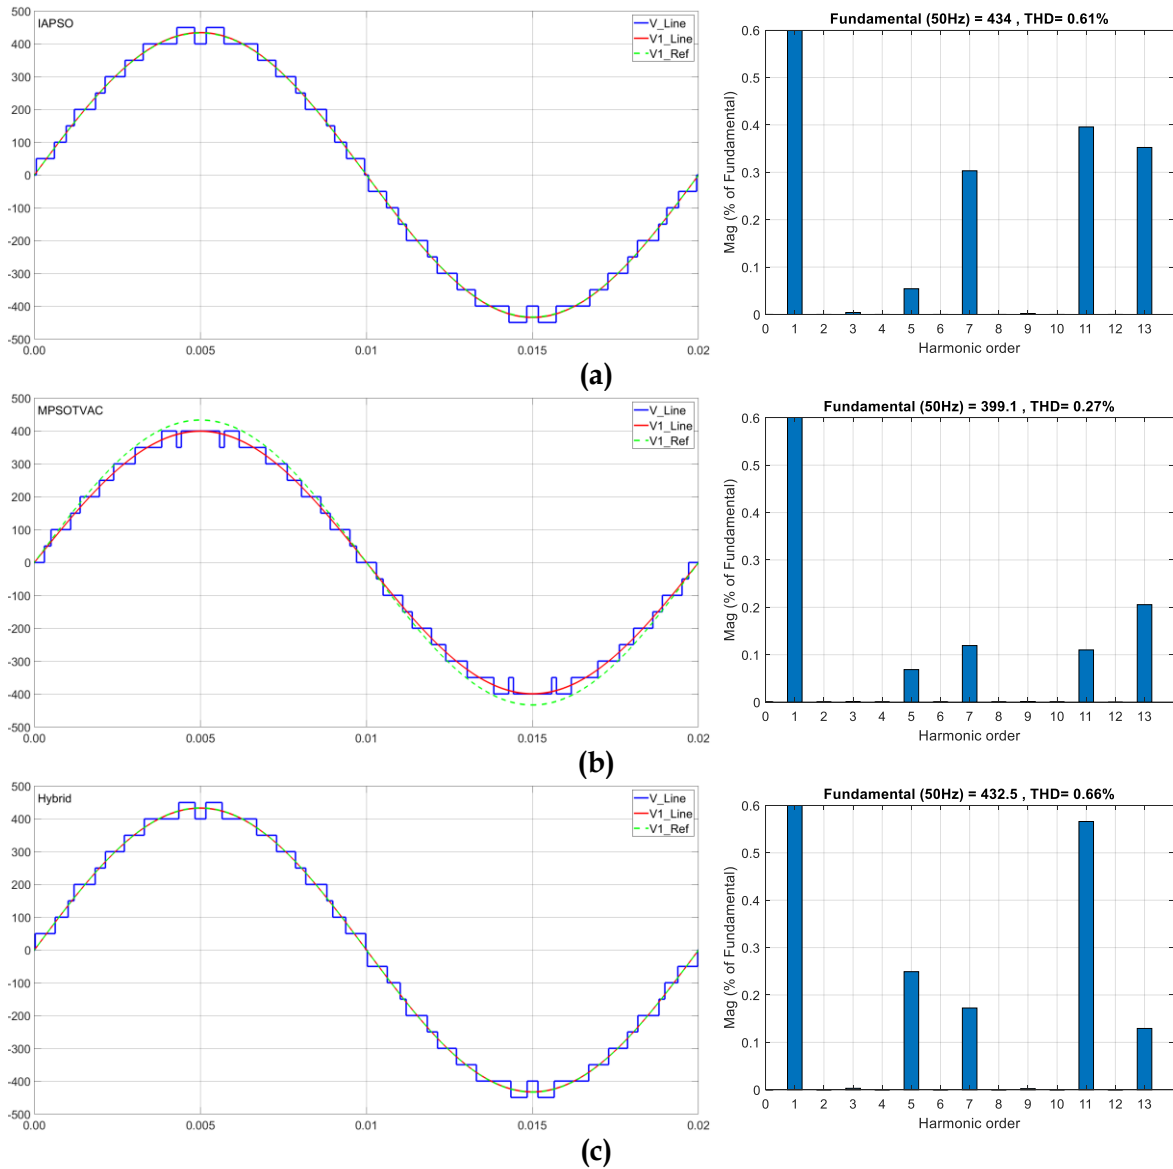 IAPSO
V_Line
V1_Line
V1_Ref
500
400
300
200
100
0
-100
-200
-300
-400
-500
0.00
0.005
0.01
0.015
0.02
Fundamental (50Hz) = 434 , THD= 0.61%
Mag (% of Fundamental)
0.6
0.5
0.4
0.3
0.2
0.1
0
0 1 2 3 4 5 6 7 8 9 10 11 12 13
Harmonic order
(a)
MPSOTVAC
V_Line
V1_Line
V1_Ref
500
400
300
200
100
0
-100
-200
-300
-400
-500
0.00
0.005
0.01
0.015
0.02
Fundamental (50Hz) = 399.1 , THD= 0.27%
Mag (% of Fundamental)
0.6
0.5
0.4
0.3
0.2
0.1
0
0 1 2 3 4 5 6 7 8 9 10 11 12 13
Harmonic order
(b)
Hybrid
V_Line
V1_Line
V1_Ref
500
400
300
200
100
0
-100
-200
-300
-400
-500
0.00
0.005
0.01
0.015
0.02
Fundamental (50Hz) = 432.5 , THD= 0.66%
Mag (% of Fundamental)
0.6
0.5
0.4
0.3
0.2
0.1
0
0 1 2 3 4 5 6 7 8 9 10 11 12 13
Harmonic order
(c)